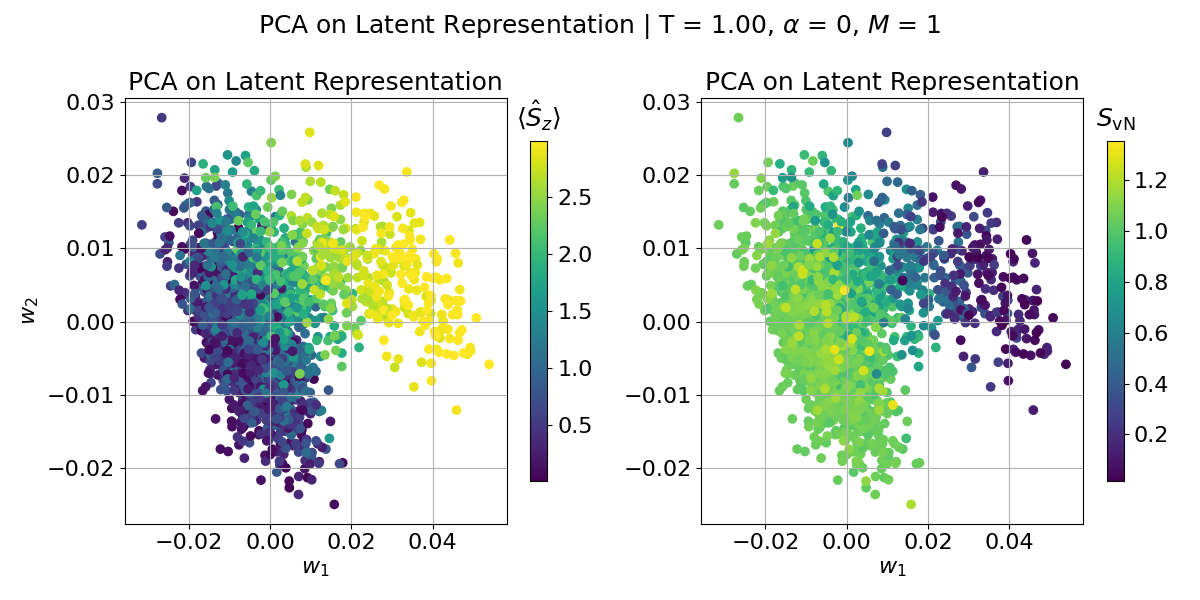 PCA on Latent Representation | T = 1.00, α = 0, M = 1
PCA on Latent Representation
0.03
0.02
0.01
0.00
−0.01
−0.02
w₂
−0.02 0.00 0.02 0.04
w₁
⟨Ŝ_z⟩
2.5
2.0
1.5
1.0
0.5
PCA on Latent Representation
0.03
0.02
0.01
0.00
−0.01
−0.02
−0.02 0.00 0.02 0.04
w₁
S_vN
1.2
1.0
0.8
0.6
0.4
0.2